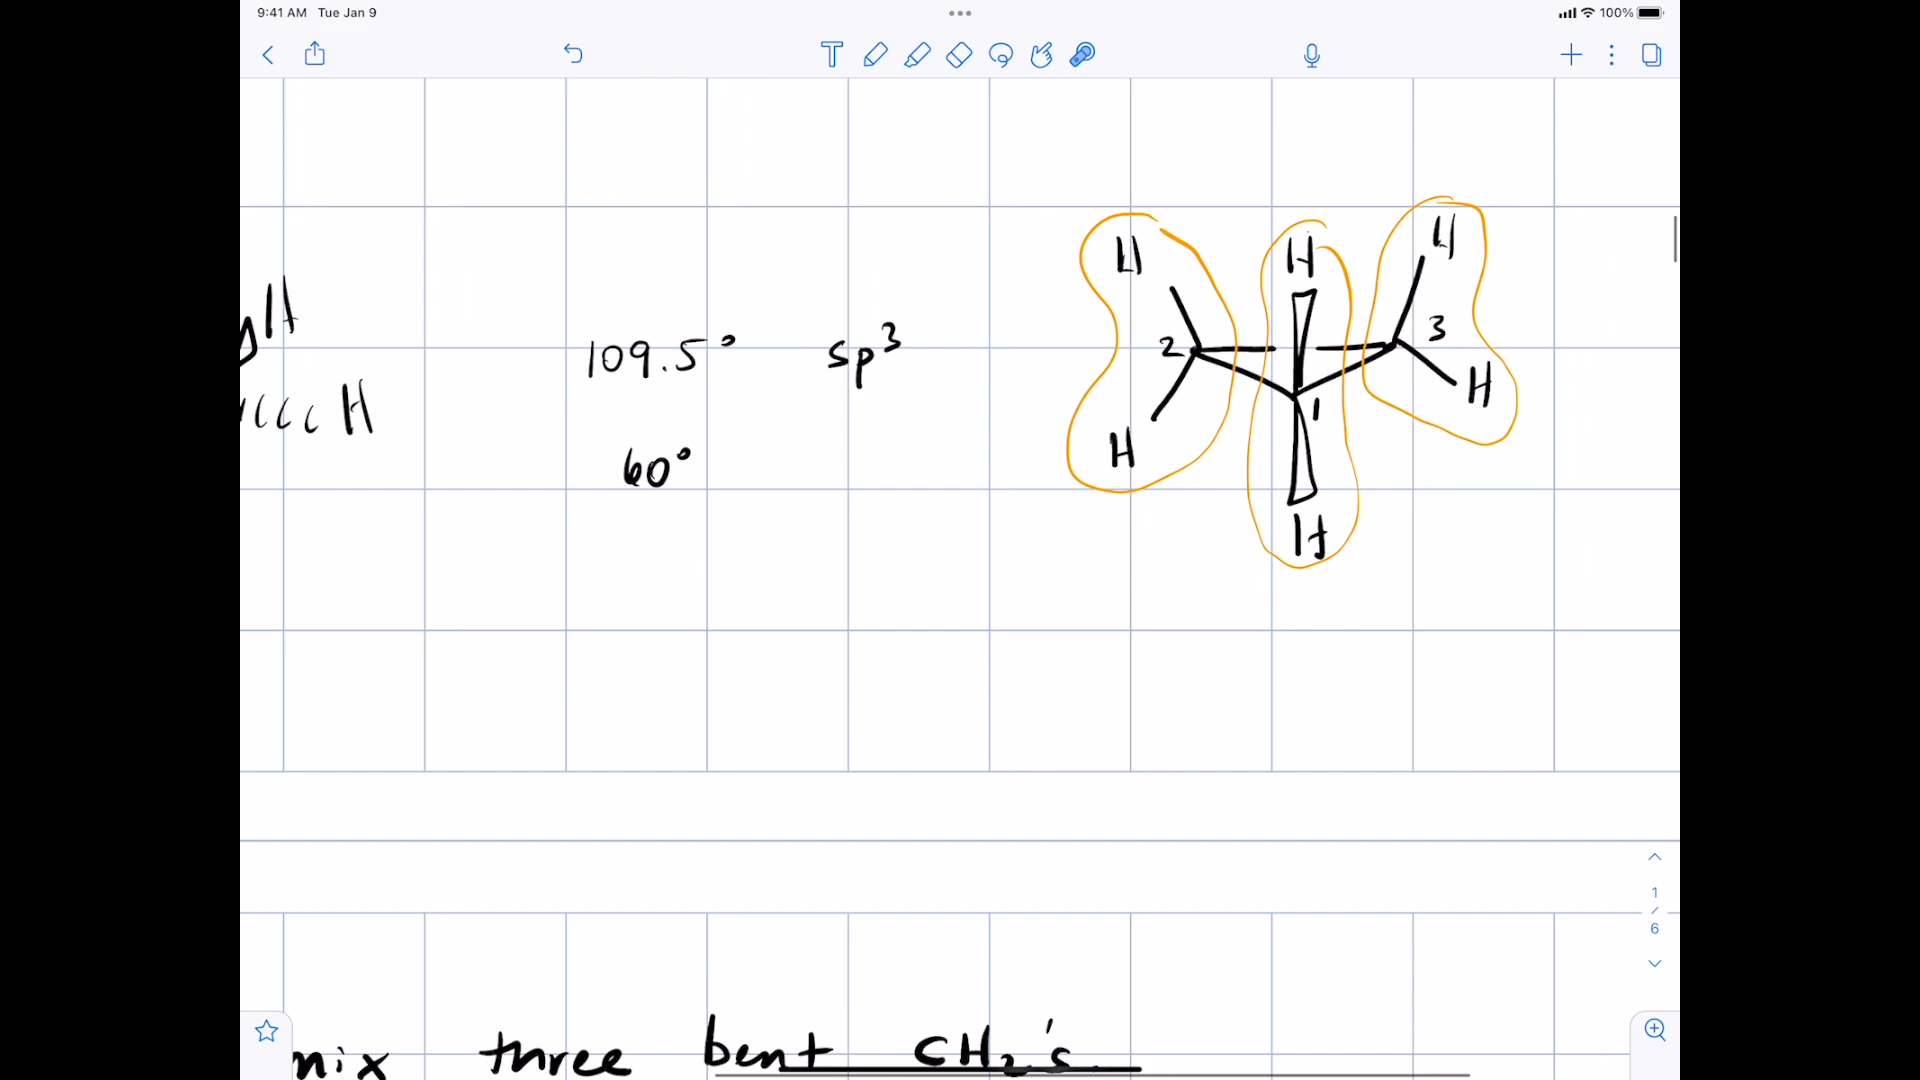 9:41 AM Tue Jan 9
100%
H
H
109.5° sp³
60°
H H H
2 1 3
H H H
1
/
6
mix three bent CH₂'s